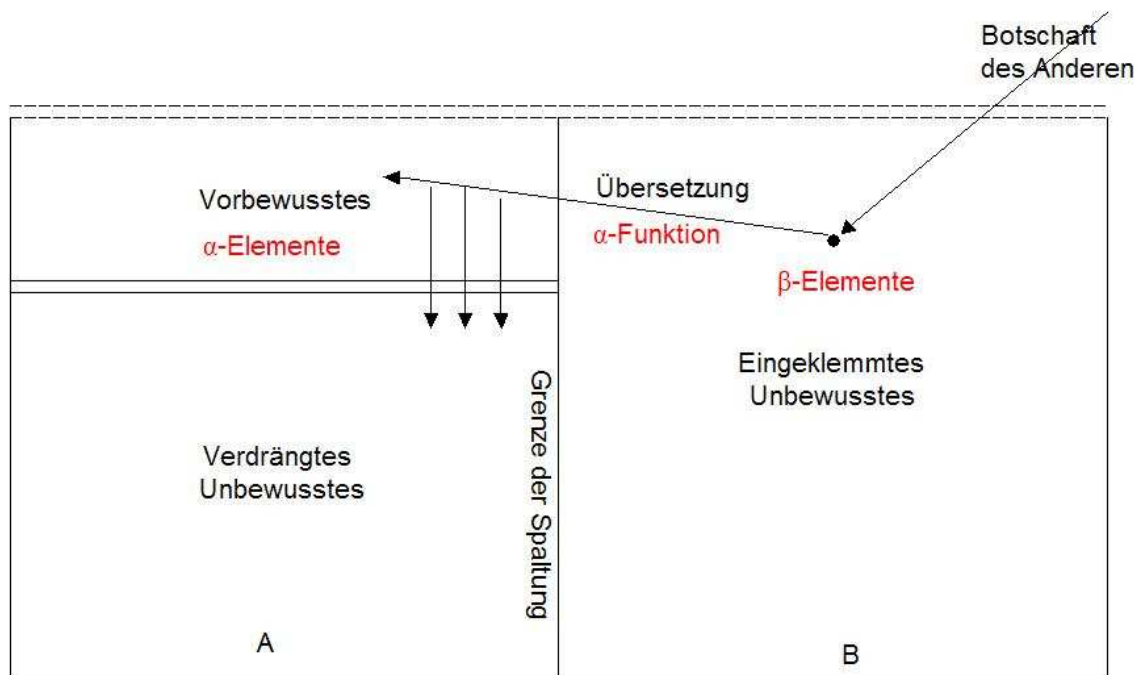 Botschaft
des Anderen
Übersetzung
Vorbewusstes
α-Funktion
α-Elemente
β-Elemente
Eingeklemmtes
Unbewusstes
Grenze der Spaltung
Verdrängtes
Unbewusstes
A
B